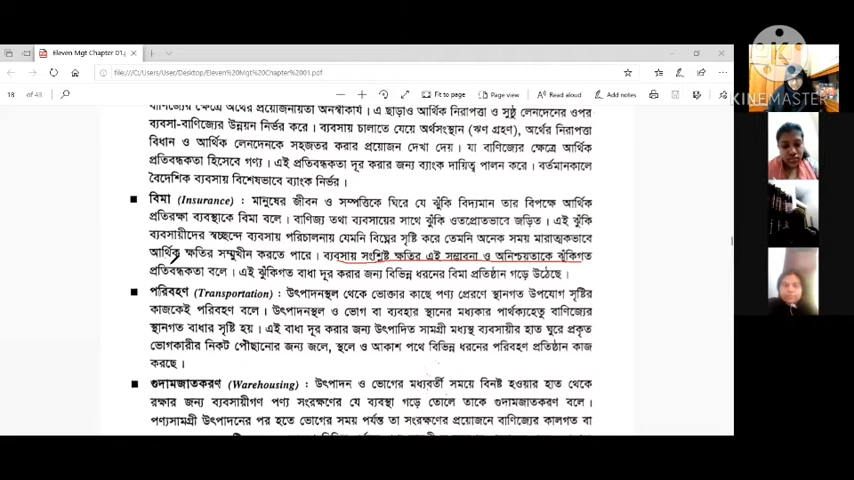 Eleven Mgt Chapter 01.
file:///C:/Users/User/Desktop/Eleven%20Mgt%20Chapter%2001.pdf
18 of 43
Fit to page
Page view
Read aloud
KINEMASTER
বাণিজ্যের ক্ষেত্রে অর্থের প্রয়োজনীয়তা অনস্বীকার্য। এ ছাড়াও আর্থিক নিরাপত্তা ও সুষ্ঠু লেনদেনের ওপর
ব্যবসা-বাণিজ্যের উন্নয়ন নির্ভর করে। ব্যবসায় চালাতে যেয়ে অর্থসংস্থান (ঋণ গ্রহণ), অর্থের নিরাপত্তা
বিধান ও আর্থিক লেনদেনকে সহজতর করার প্রয়োজন দেখা দেয়। যা বাণিজ্যের ক্ষেত্রে আর্থিক
প্রতিবন্ধকতা হিসেবে গণ্য। এই প্রতিবন্ধকতা দূর করার জন্য ব্যাংক দায়িত্ব পালন করে। বর্তমানকালে
বৈদেশিক ব্যবসায় বিশেষভাবে ব্যাংক নির্ভর।
■ বিমা (Insurance) : মানুষের জীবন ও সম্পত্তিকে ঘিরে যে ঝুঁকি বিদ্যমান তার বিপক্ষে আর্থিক
প্রতিরক্ষা ব্যবস্থাকে বিমা বলে। বাণিজ্য তথা ব্যবসায়ের সাথে ঝুঁকি ওতপ্রোতভাবে জড়িত। এই ঝুঁকি
ব্যবসায়ীদের স্বচ্ছন্দে ব্যবসায় পরিচালনায় যেমনি বিঘ্নের সৃষ্টি করে তেমনি অনেক সময় মারাত্মকভাবে
আর্থিক ক্ষতির সম্মুখীন করতে পারে। ব্যবসায় সংশ্লিষ্ট ক্ষতির এই সম্ভাবনা ও অনিশ্চয়তাকে ঝুঁকিগত
প্রতিবন্ধকতা বলে। এই ঝুঁকিগত বাধা দূর করার জন্য বিভিন্ন ধরনের বিমা প্রতিষ্ঠান গড়ে উঠেছে।
■ পরিবহণ (Transportation) : উৎপাদনস্থল থেকে ভোক্তার কাছে পণ্য প্রেরণে স্থানগত উপযোগ সৃষ্টির
কাজকেই পরিবহণ বলে। উৎপাদনস্থল ও ভোগ বা ব্যবহার স্থানের মধ্যকার পার্থক্যহেতু বাণিজ্যের
স্থানগত বাধার সৃষ্টি হয়। এই বাধা দূর করার জন্য উৎপাদিত সামগ্রী মধ্যস্থ ব্যবসায়ীর হাত ঘুরে প্রকৃত
ভোগকারীর নিকট পৌছানোর জন্য জলে, স্থলে ও আকাশ পথে বিভিন্ন ধরনের পরিবহণ প্রতিষ্ঠান কাজ
করছে।
■ গুদামজাতকরণ (Warehousing) : উৎপাদন ও ভোগের মধ্যবর্তী সময়ে বিনষ্ট হওয়ার হাত থেকে
রক্ষার জন্য ব্যবসায়ীগণ পণ্য সংরক্ষণের যে ব্যবস্থা গড়ে তোলে তাকে গুদামজাতকরণ বলে।
পণ্যসামগ্রী উৎপাদনের পর হতে ভোগের সময় পর্যন্ত তা সংরক্ষণের প্রয়োজনে বাণিজ্যের কালগত বা